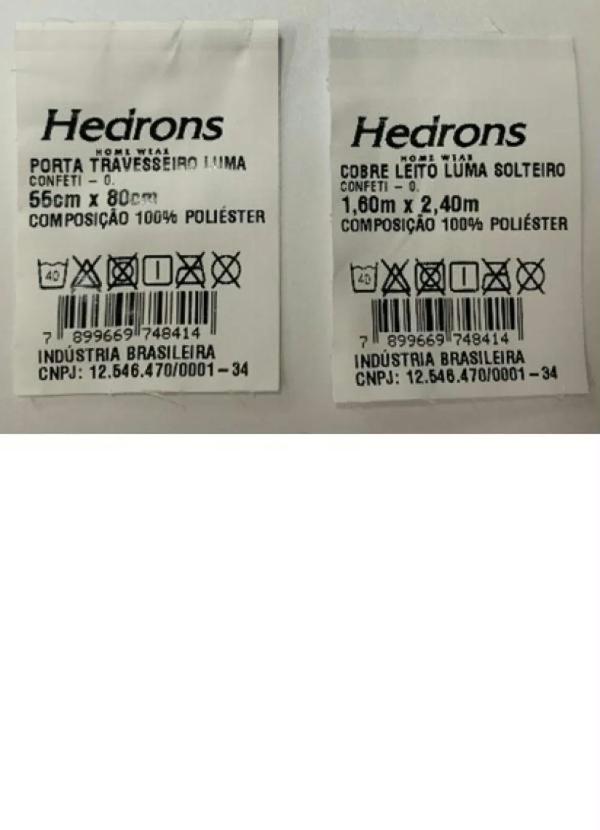 Hedrons
HOME WEAR
PORTA TRAVESSEIRO LUMA
CONFETI - 0.
55cm x 80cm
COMPOSIÇÃO 100% POLIÉSTER
40
7 899669 748414
INDÚSTRIA BRASILEIRA
CNPJ: 12.546.470/0001-34
Hedrons
HOME WEAR
COBRE LEITO LUMA SOLTEIRO
CONFETI - 0.
1,60m x 2,40m
COMPOSIÇÃO 100% POLIÉSTER
40
7 899669 748414
INDÚSTRIA BRASILEIRA
CNPJ: 12.546.470/0001-34